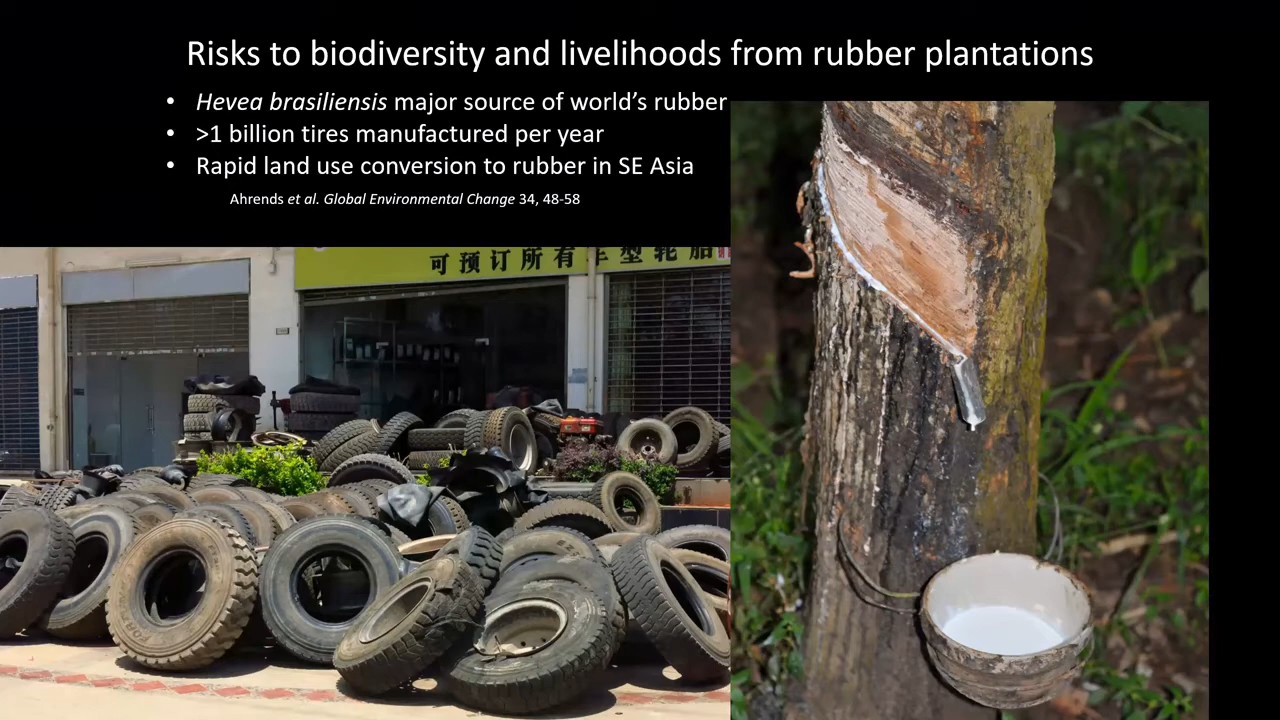 Risks to biodiversity and livelihoods from rubber plantations
• Hevea brasiliensis major source of world’s rubber
• >1 billion tires manufactured per year
• Rapid land use conversion to rubber in SE Asia
Ahrends et al. Global Environmental Change 34, 48-58
可预订所有车型轮胎